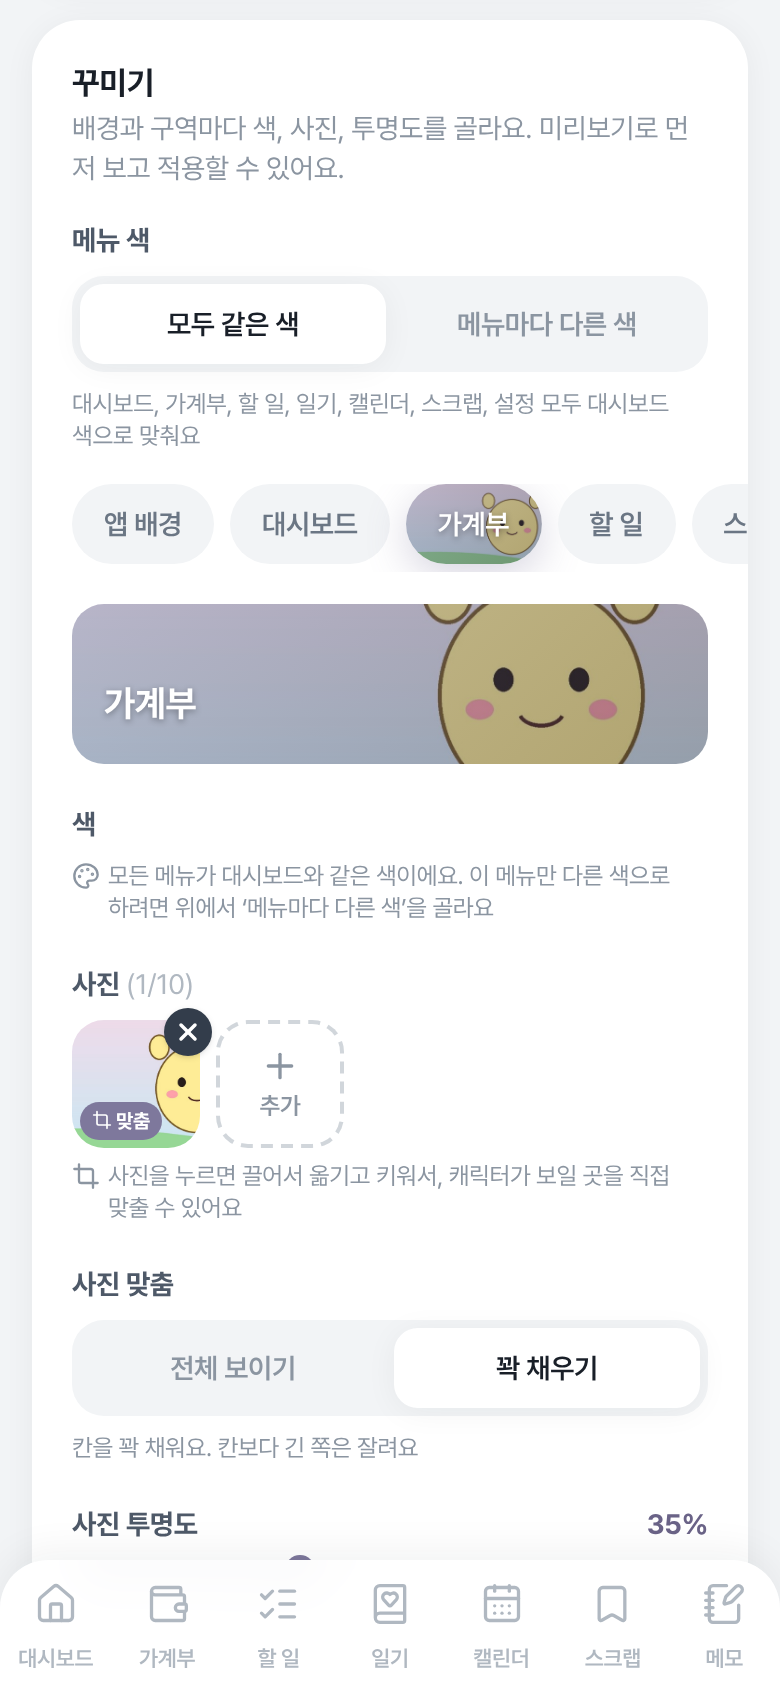 꾸미기
배경과 구역마다 색, 사진, 투명도를 골라요. 미리보기로 먼
저 보고 적용할 수 있어요.
메뉴 색
모두 같은 색
메뉴마다 다른 색
대시보드, 가계부, 할 일, 일기, 캘린더, 스크랩, 설정 모두 대시보드
색으로 맞춰요
앱 배경
대시보드
가계부
할 일
스
가계부
색
모든 메뉴가 대시보드와 같은 색이에요. 이 메뉴만 다른 색으로
하려면 위에서 ‘메뉴마다 다른 색’을 골라요
사진 (1/10)
맞춤
추가
사진을 누르면 끌어서 옮기고 키워서, 캐릭터가 보일 곳을 직접
맞출 수 있어요
사진 맞춤
전체 보이기
꽉 채우기
칸을 꽉 채워요. 칸보다 긴 쪽은 잘려요
사진 투명도
35%
대시보드
가계부
할 일
일기
캘린더
스크랩
메모